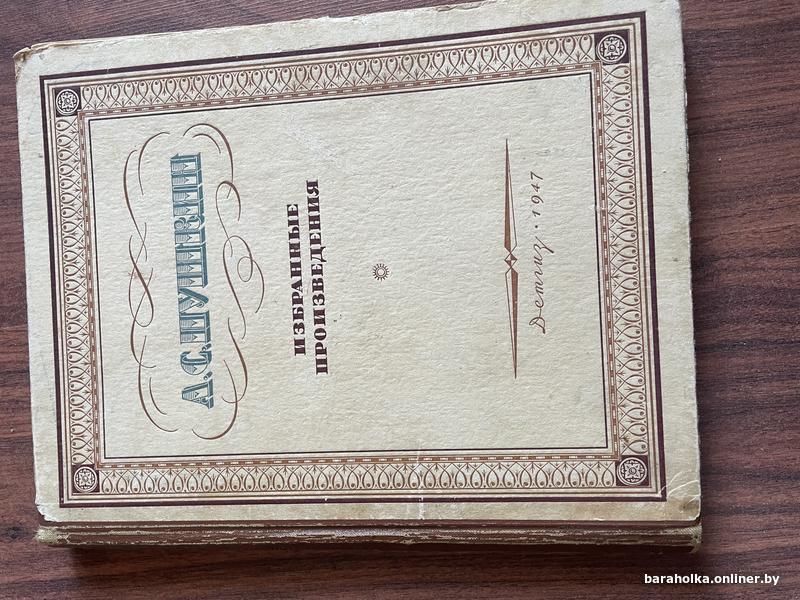 А.С.ПУШКИН
ИЗБРАННЫЕ
ПРОИЗВЕДЕНИЯ
Детгиз · 1947
baraholka.onliner.by